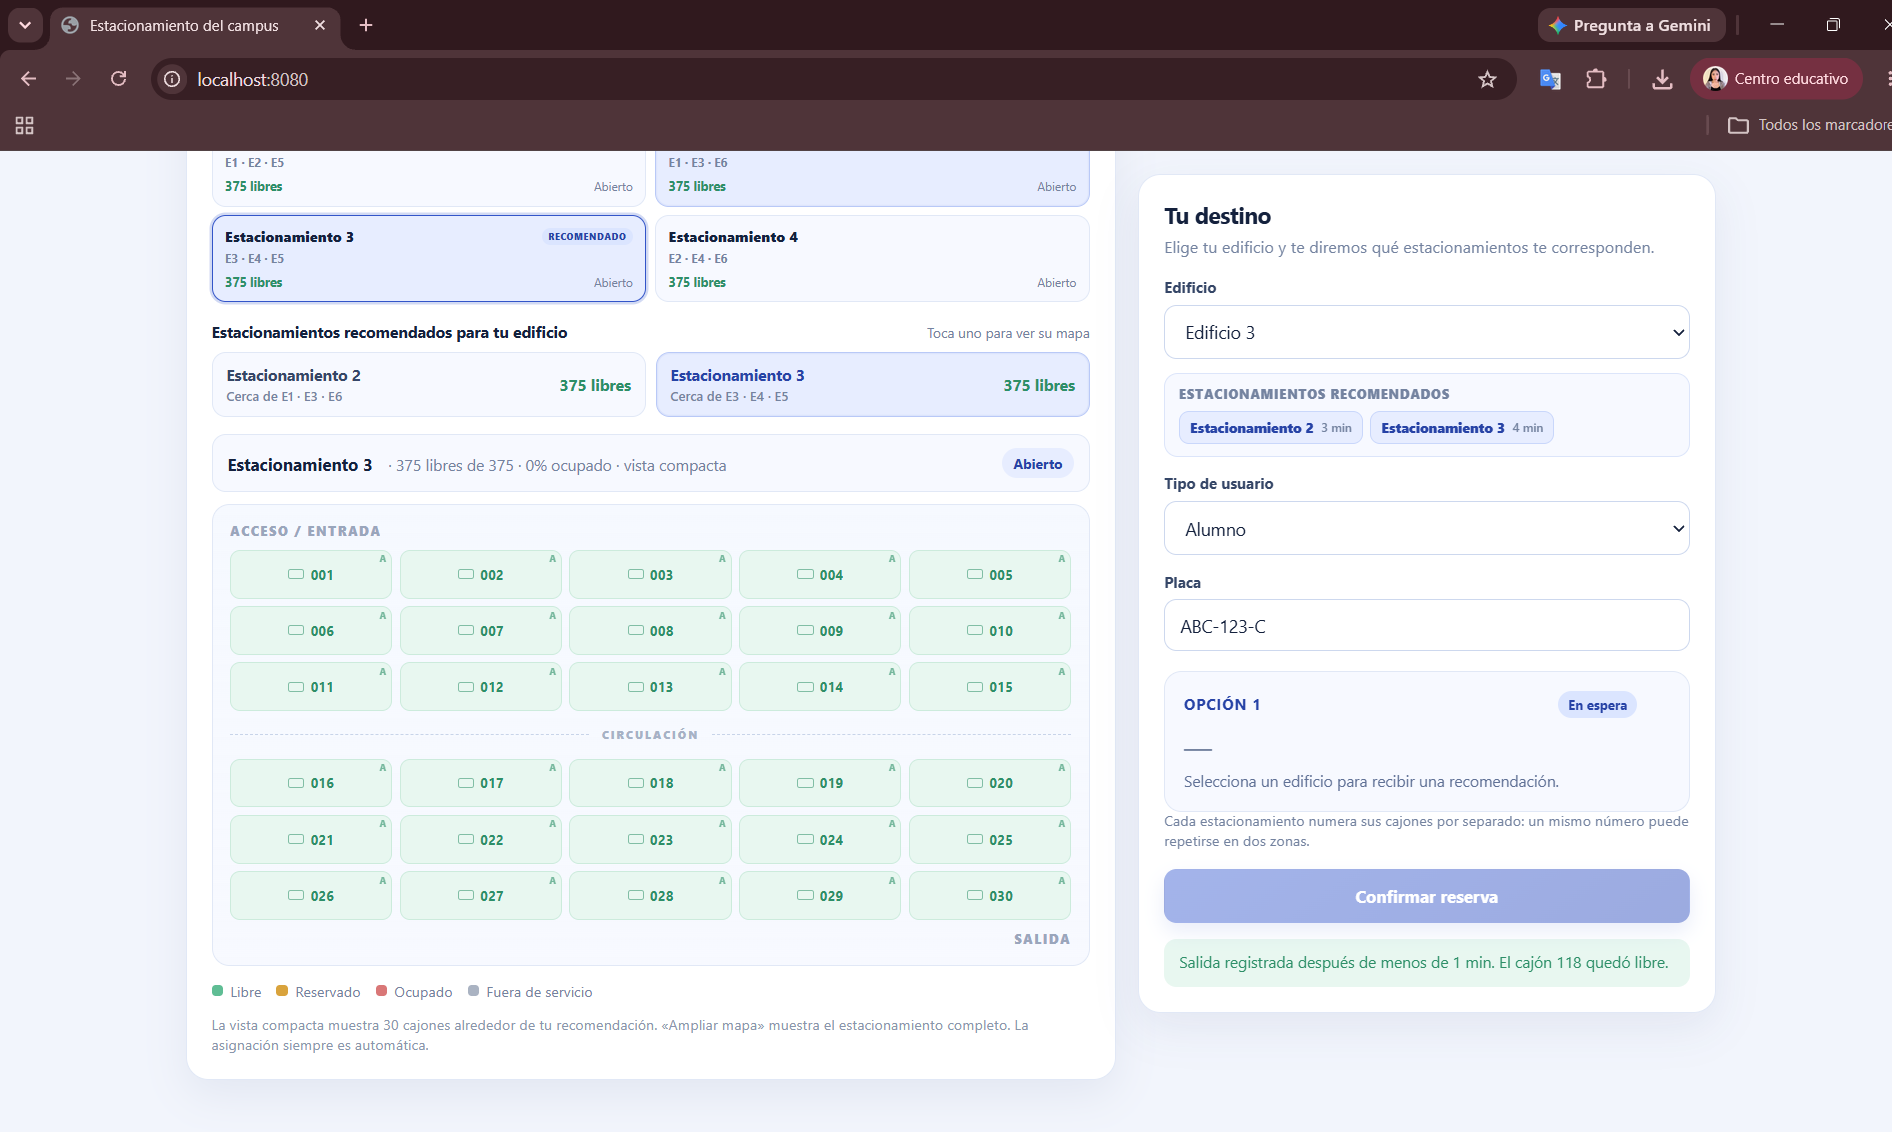 Estacionamiento del campus
Pregunta a Gemini
localhost:8080
Centro educativo
Todos los marcadore
E1 · E2 · E5
375 libres
Abierto
E1 · E3 · E6
375 libres
Abierto
Estacionamiento 3
RECOMENDADO
E3 · E4 · E5
375 libres
Abierto
Estacionamiento 4
E2 · E4 · E6
375 libres
Abierto
Estacionamientos recomendados para tu edificio
Toca uno para ver su mapa
Estacionamiento 2
Cerca de E1 · E3 · E6
375 libres
Estacionamiento 3
Cerca de E3 · E4 · E5
375 libres
Estacionamiento 3 · 375 libres de 375 · 0% ocupado · vista compacta
Abierto
ACCESO / ENTRADA
A A A A A
001 002 003 004 005
A A A A A
006 007 008 009 010
A A A A A
011 012 013 014 015
CIRCULACIÓN
A A A A A
016 017 018 019 020
A A A A A
021 022 023 024 025
A A A A A
026 027 028 029 030
SALIDA
Libre Reservado Ocupado Fuera de servicio
La vista compacta muestra 30 cajones alrededor de tu recomendación. «Ampliar mapa» muestra el estacionamiento completo. La
asignación siempre es automática.
Tu destino
Elige tu edificio y te diremos qué estacionamientos te corresponden.
Edificio
Edificio 3
ESTACIONAMIENTOS RECOMENDADOS
Estacionamiento 2 3 min
Estacionamiento 3 4 min
Tipo de usuario
Alumno
Placa
ABC-123-C
OPCIÓN 1
En espera
—
Selecciona un edificio para recibir una recomendación.
Cada estacionamiento numera sus cajones por separado: un mismo número puede
repetirse en dos zonas.
Confirmar reserva
Salida registrada después de menos de 1 min. El cajón 118 quedó libre.